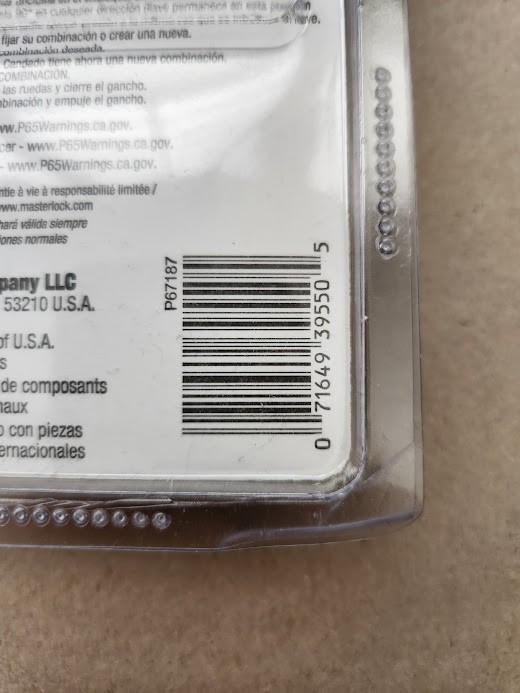 fijar su combinación o crear una nueva.
combinación deseada.
Candado tiene ahora una nueva combinación.
COMBINACIÓN.
las ruedas y cierre el gancho.
binación y empuje el gancho.
ww.P65Warnings.ca.gov.
car - www.P65Warnings.ca.gov.
- www.P65Warnings.ca.gov.
ntie à vie à responsabilité limitée /
www.masterlock.com
hará válida siempre
iones normales
mpany LLC
53210 U.S.A.
of U.S.A.
s
de composants
naux
o con piezas
ernacionales
P67187
0 71649 39550 5